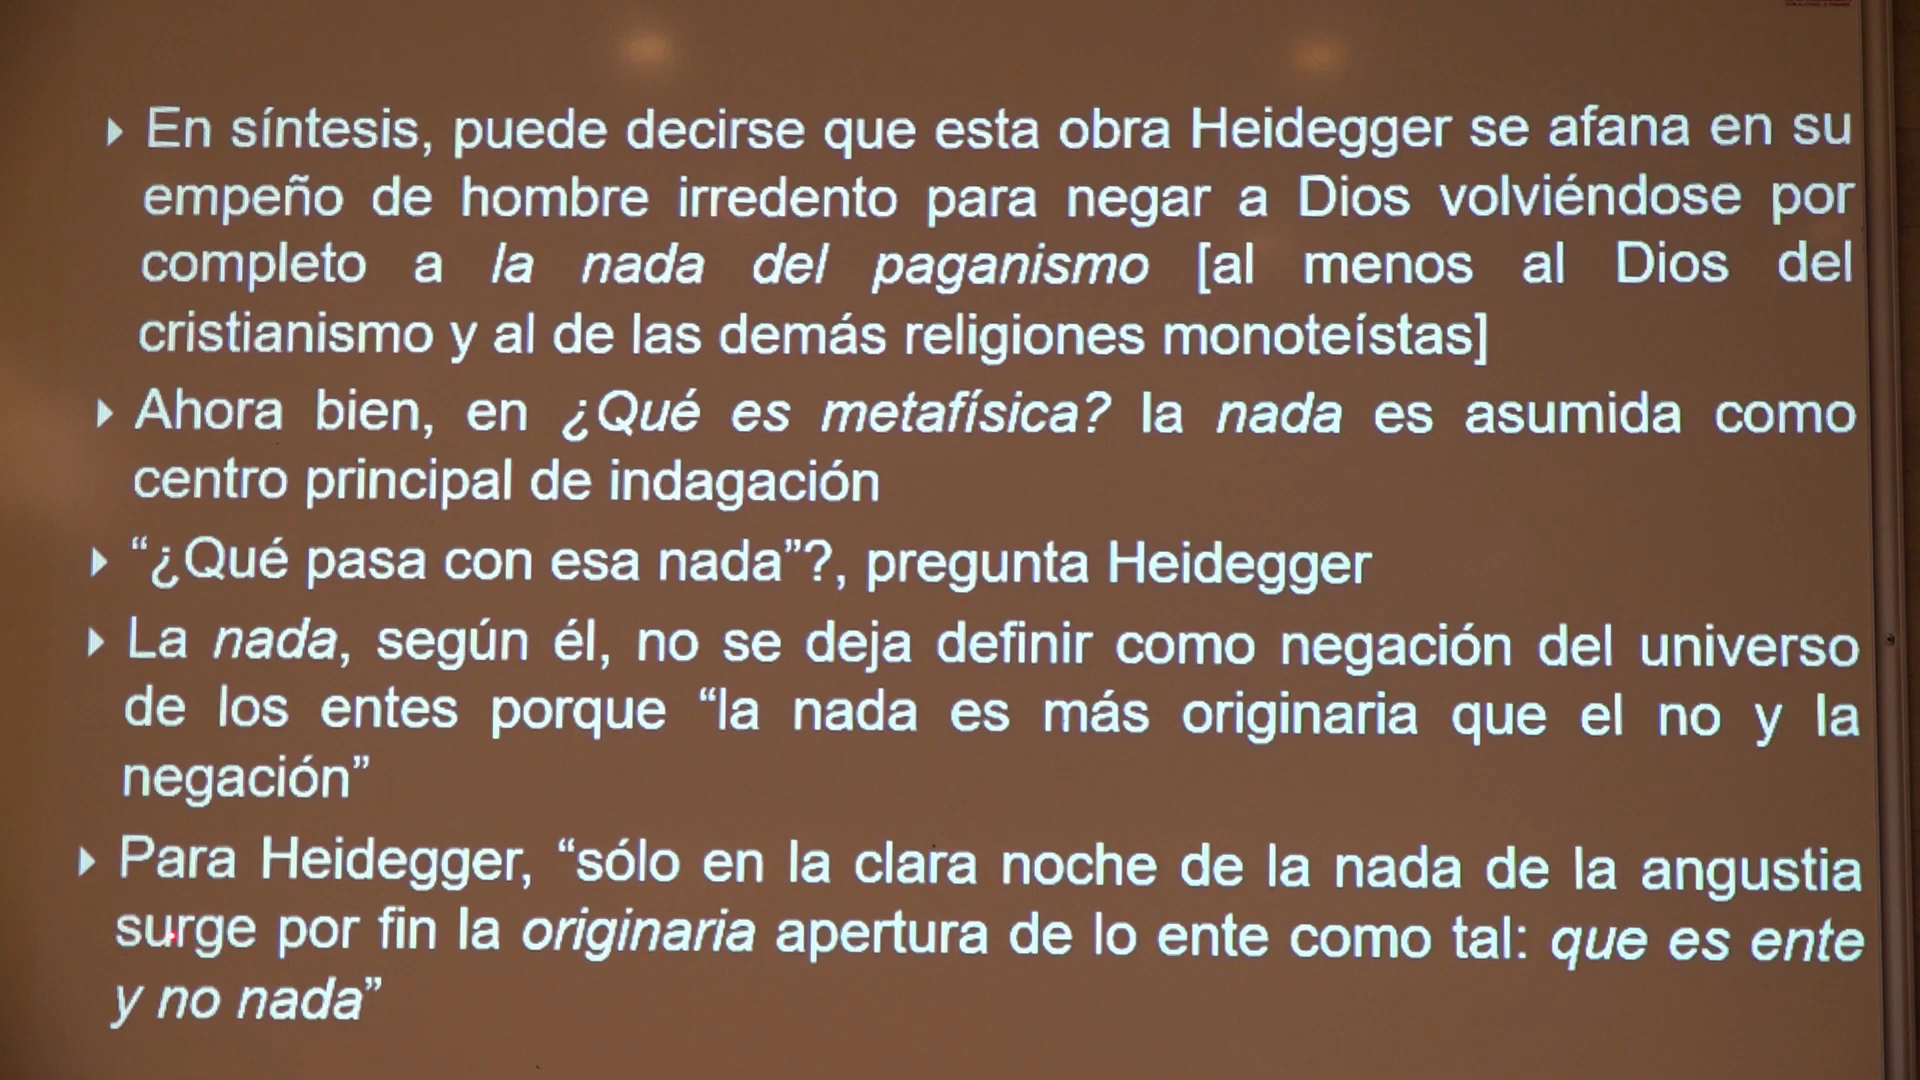 En síntesis, puede decirse que esta obra Heidegger se afana en su
empeño de hombre irredento para negar a Dios volviéndose por
completo a la nada del paganismo [al menos al Dios del
cristianismo y al de las demás religiones monoteístas]
Ahora bien, en ¿Qué es metafísica? la nada es asumida como
centro principal de indagación
“¿Qué pasa con esa nada”?, pregunta Heidegger
La nada, según él, no se deja definir como negación del universo
de los entes porque “la nada es más originaria que el no y la
negación”
Para Heidegger, “sólo en la clara noche de la nada de la angustia
surge por fin la originaria apertura de lo ente como tal: que es ente
y no nada”